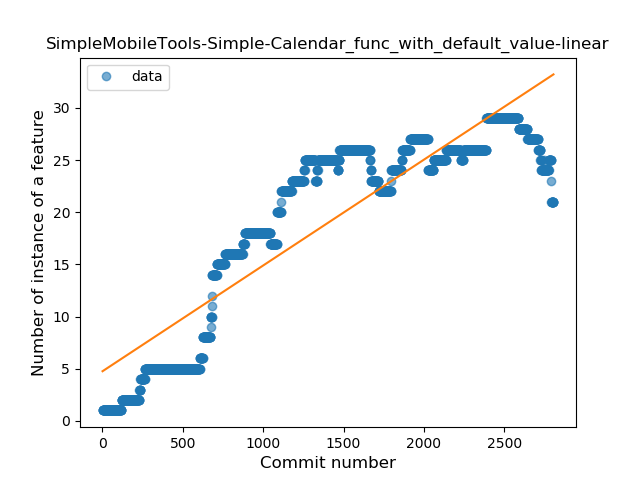 SimpleMobileTools-Simple-Calendar_func_with_default_value-linear
data
Number of instance of a feature
30
25
20
15
10
5
0
0 500 1000 1500 2000 2500
Commit number